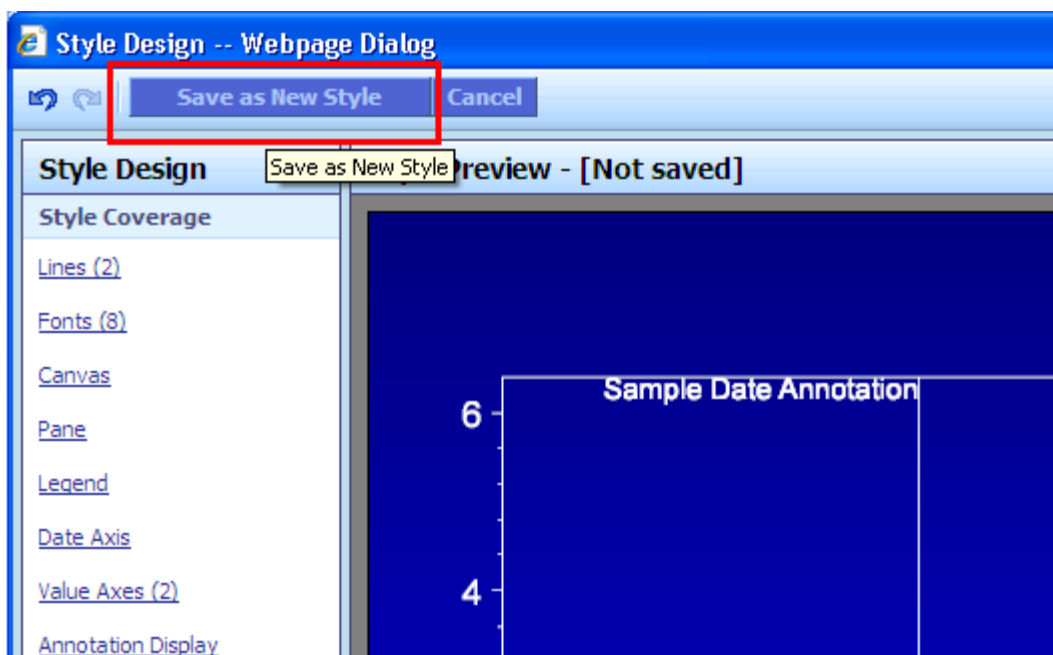 Style Design -- Webpage Dialog
Save as New Style Cancel
Style Design
Save as New Style
Preview - [Not saved]
Style Coverage
Lines (2)
Fonts (8)
Canvas
Pane
Legend
Date Axis
Value Axes (2)
Annotation Display
Sample Date Annotation
6
4